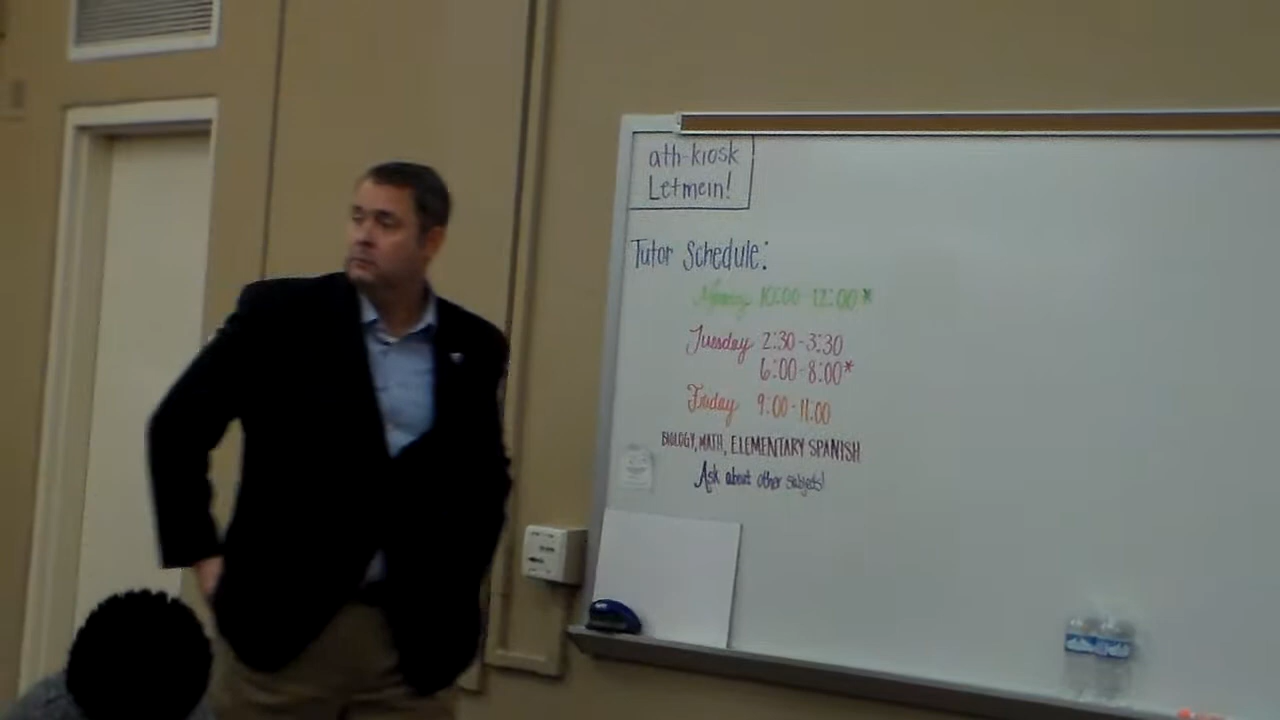 ath-kiosk
Letmein!
Tutor Schedule:
Monday 10:00-12:00*
Tuesday 2:30-3:30
6:00-8:00*
Friday 9:00-11:00
BIOLOGY, MATH, ELEMENTARY SPANISH
Ask about other subjects!